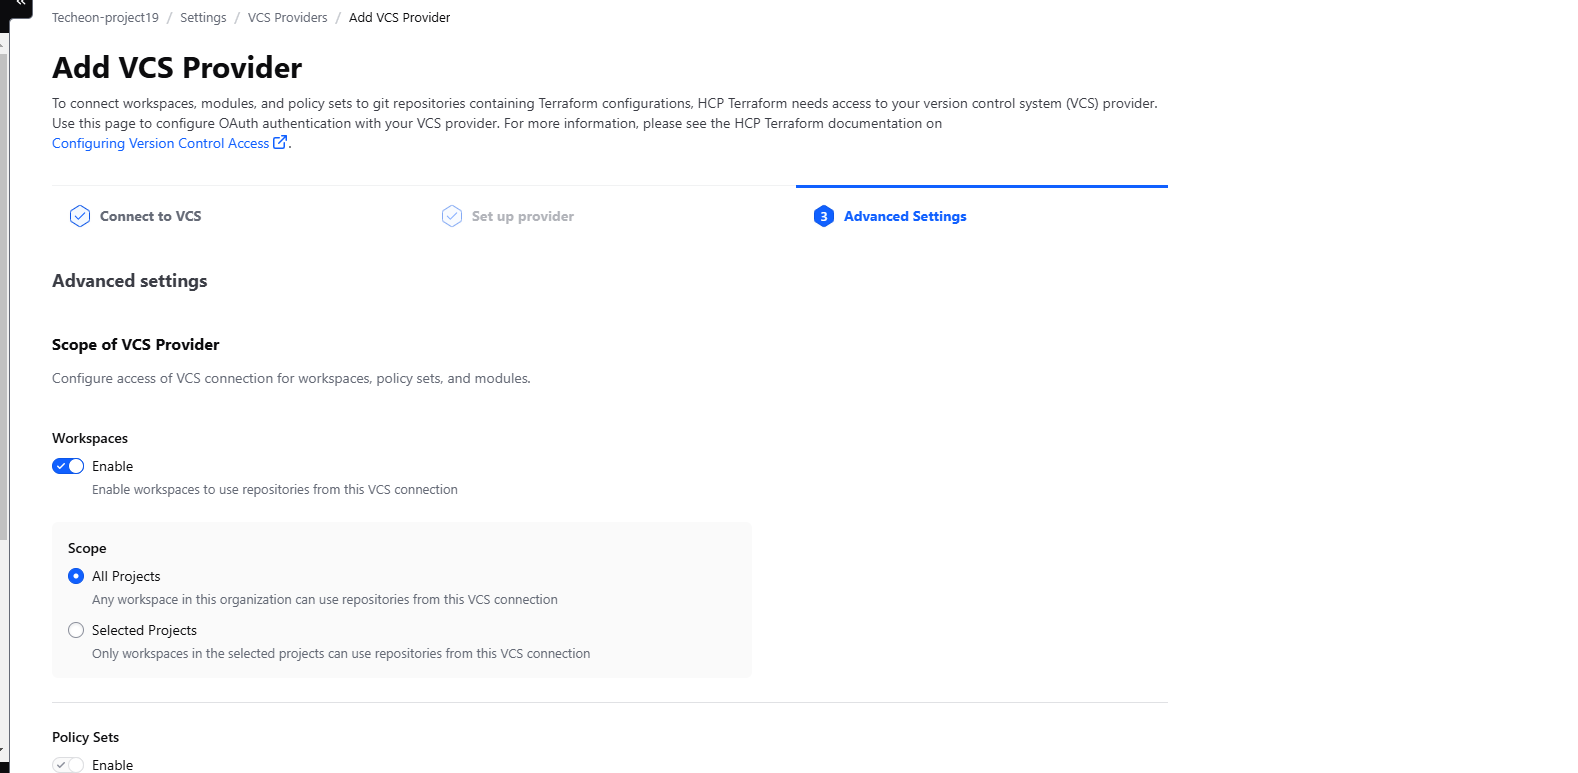 Techeon-project19 / Settings / VCS Providers / Add VCS Provider
Add VCS Provider
To connect workspaces, modules, and policy sets to git repositories containing Terraform configurations, HCP Terraform needs access to your version control system (VCS) provider.
Use this page to configure OAuth authentication with your VCS provider. For more information, please see the HCP Terraform documentation on
Configuring Version Control Access.
Connect to VCS
Set up provider
3 Advanced Settings
Advanced settings
Scope of VCS Provider
Configure access of VCS connection for workspaces, policy sets, and modules.
Workspaces
Enable
Enable workspaces to use repositories from this VCS connection
Scope
All Projects
Any workspace in this organization can use repositories from this VCS connection
Selected Projects
Only workspaces in the selected projects can use repositories from this VCS connection
Policy Sets
Enable